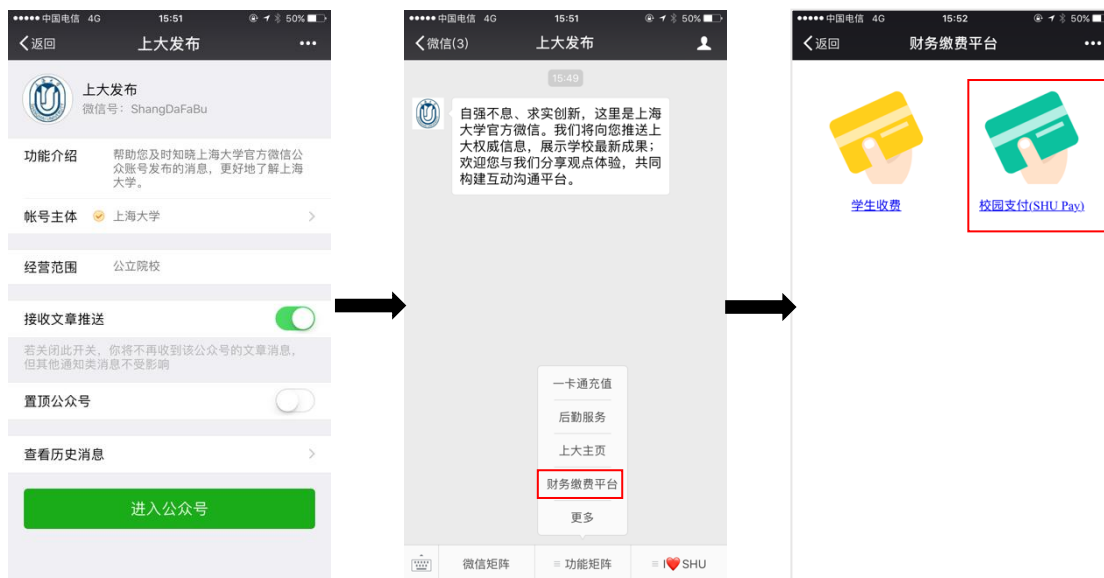 中国电信 4G 15:51 50%
返回 上大发布
上大发布
微信号：ShangDaFaBu
功能介绍
帮助您及时知晓上海大学官方微信公
众账号发布的消息，更好地了解上海
大学。
帐号主体 上海大学
经营范围 公立院校
接收文章推送
若关闭此开关，你将不再收到该公众号的文章消息，
但其他通知类消息不受影响
置顶公众号
查看历史消息
进入公众号
中国电信 4G 15:51 50%
微信(3) 上大发布
15:49
自强不息、求实创新，这里是上海
大学官方微信。我们将向您推送上
大权威信息，展示学校最新成果；
欢迎您与我们分享观点体验，共同
构建互动沟通平台。
一卡通充值
后勤服务
上大主页
财务缴费平台
更多
微信矩阵 功能矩阵 I❤SHU
中国电信 4G 15:52 50%
返回 财务缴费平台
学生收费 校园支付(SHU Pay)